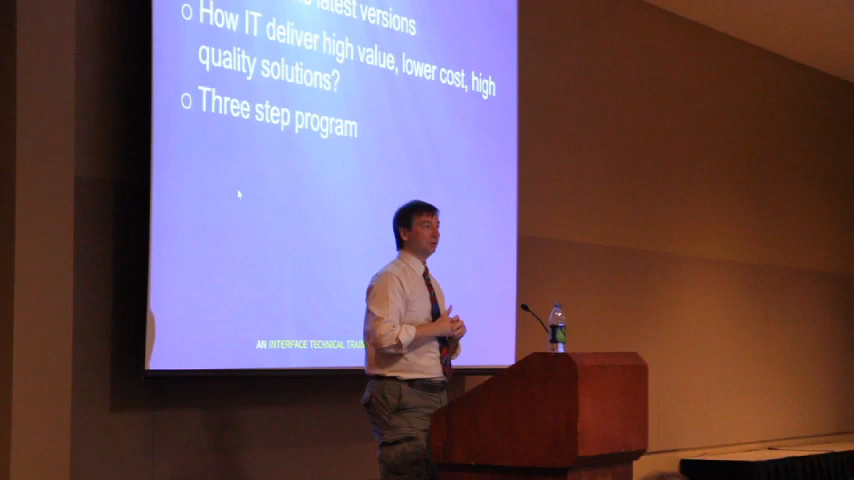 latest versions
○ How IT deliver high value, lower cost, high
quality solutions?
○ Three step program
AN INTERFACE TECHNICAL